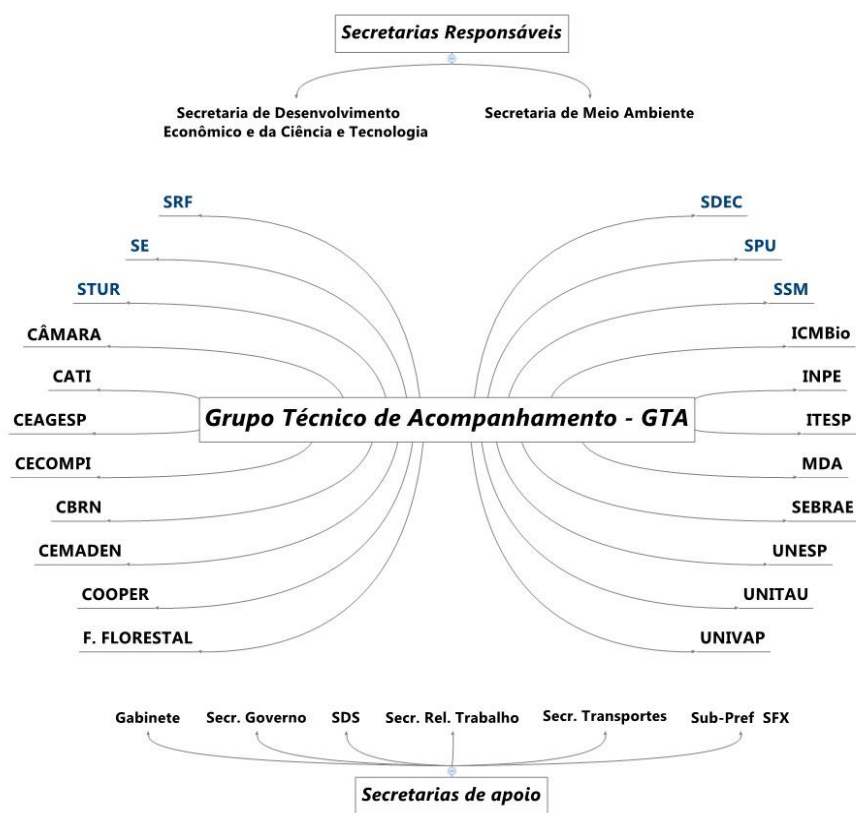 Secretarias Responsáveis
Secretaria de Desenvolvimento
Econômico e da Ciência e Tecnologia
Secretaria de Meio Ambiente
SRF
SE
STUR
CÂMARA
CATI
CEAGESP
CECOMPI
CBRN
CEMADEN
COOPER
F. FLORESTAL
Grupo Técnico de Acompanhamento - GTA
SDEC
SPU
SSM
ICMBio
INPE
ITESP
MDA
SEBRAE
UNESP
UNITAU
UNIVAP
Gabinete
Secr. Governo
SDS
Secr. Rel. Trabalho
Secr. Transportes
Sub-Pref SFX
Secretarias de apoio